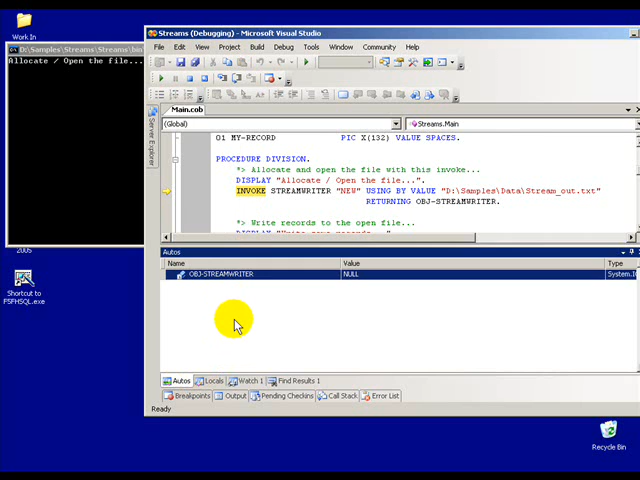 Work In
D:\Samples\Streams\Streams\bin
Allocate / Open the file...
2005
Shortcut to
F5FHSQL.exe
Streams (Debugging) - Microsoft Visual Studio
File Edit View Project Build Debug Tools Window Community Help
Main.cob
(Global) Streams.Main
Server Explorer
01 MY-RECORD PIC X(132) VALUE SPACES.
PROCEDURE DIVISION.
*> Allocate and open the file with this invoke...
DISPLAY "Allocate / Open the file...".
INVOKE STREAMWRITER "NEW" USING BY VALUE "D:\Samples\Data\Stream_out.txt"
RETURNING OBJ-STREAMWRITER.
*> Write records to the open file...
Autos
Name Value Type
OBJ-STREAMWRITER NULL System.IO
Autos Locals Watch 1 Find Results 1
Breakpoints Output Pending Checkins Call Stack Error List
Ready
Recycle Bin